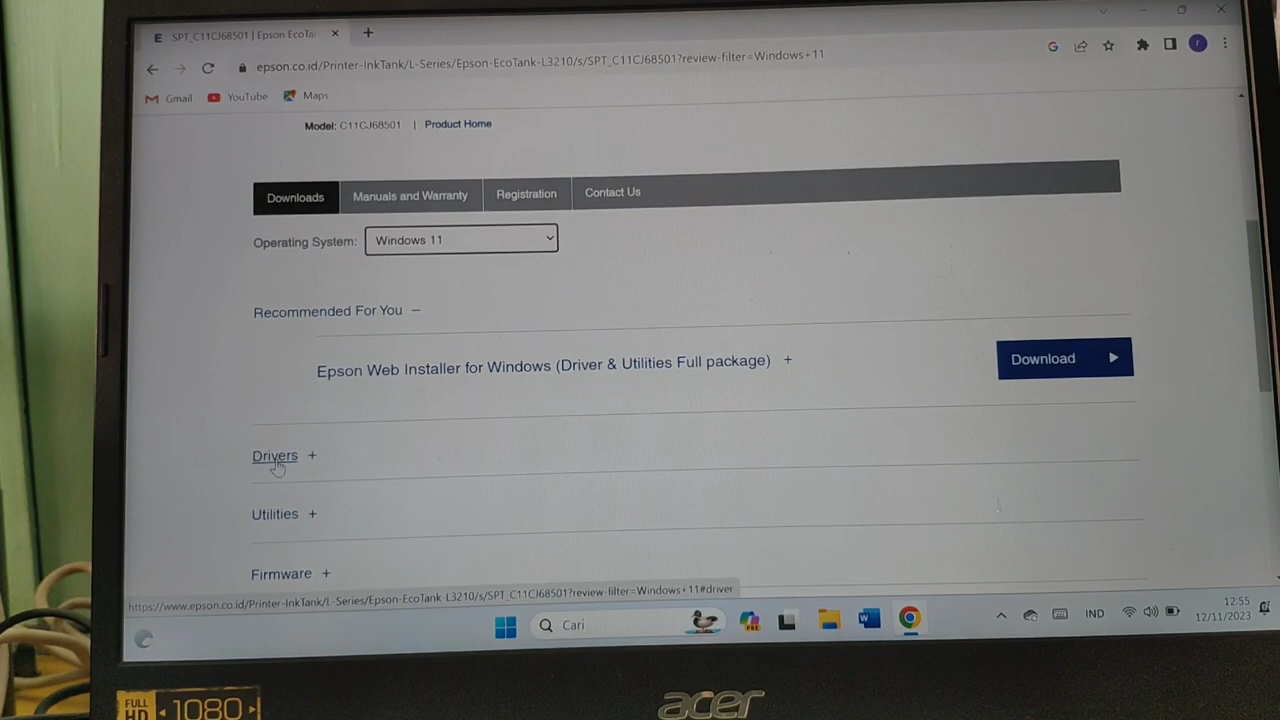 E SPT_C11CJ68501 | Epson EcoTa
epson.co.id/Printer-InkTank/L-Series/Epson-EcoTank-L3210/s/SPT_C11CJ68501?review-filter=Windows+11
Gmail YouTube Maps
Model: C11CJ68501 | Product Home
Downloads Manuals and Warranty Registration Contact Us
Operating System: Windows 11
Recommended For You −
Epson Web Installer for Windows (Driver & Utilities Full package) +
Download
Drivers +
Utilities +
Firmware +
https://www.epson.co.id/Printer-InkTank/L-Series/Epson-EcoTank-L3210/s/SPT_C11CJ68501?review-filter=Windows+11#driver
Cari
IND
12:55
12/11/2023
FULL HD 1080
acer